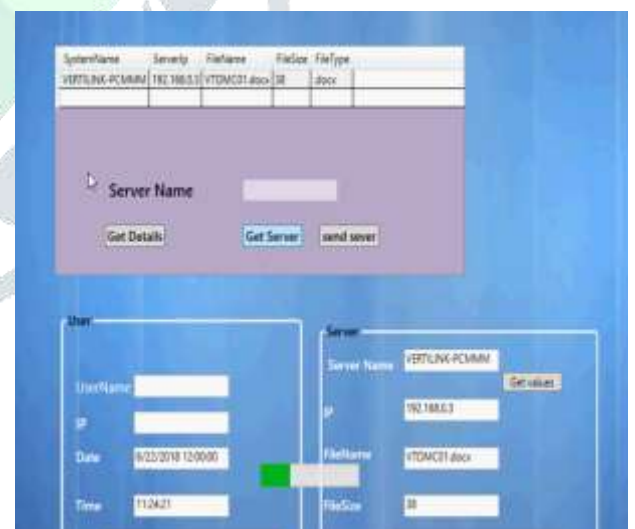 SystemName ServerIp FileName FileSize FileType
VERTILINK-PCMMM 192.168.0.3 VTDMC01.docx 38 .docx
Server Name
Get Details Get Server send sever
User
UserName
IP
Date 6/22/2018 12:00:00
Time 11:24:21
Server
Server Name VERTILINK-PCMMM
Get values
IP 192.168.0.3
FileName VTDMC01.docx
FileSize 38